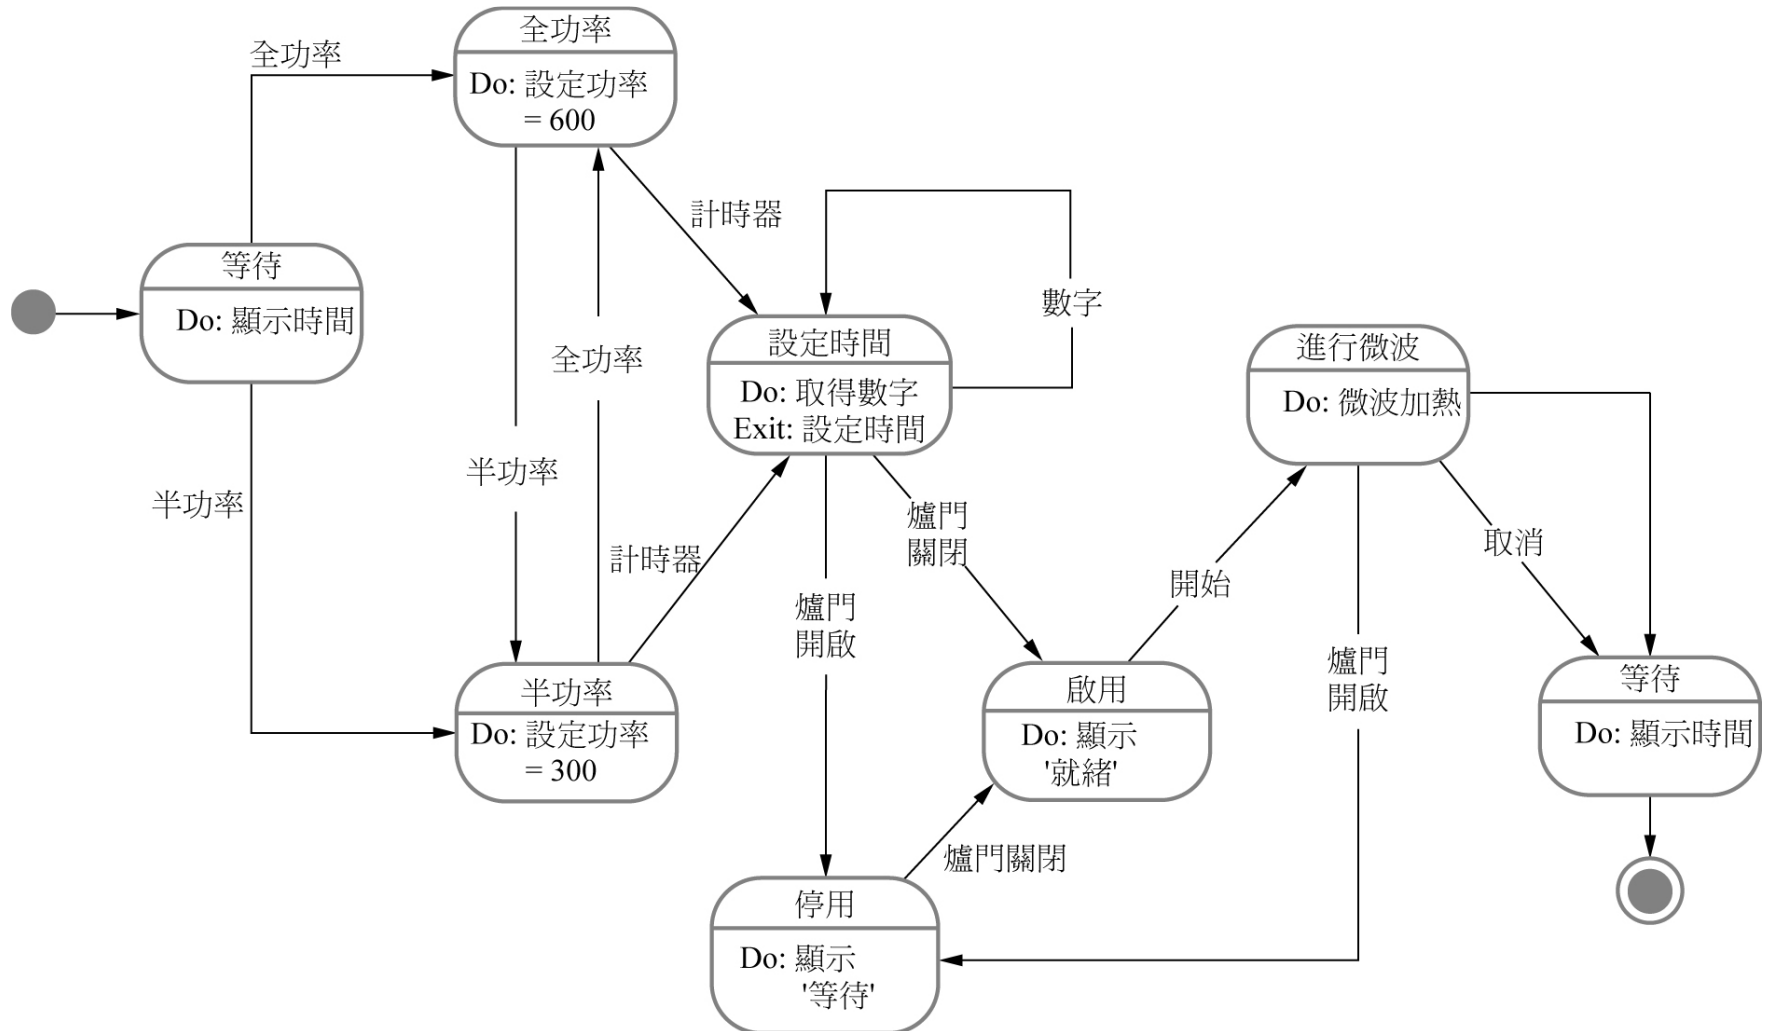 全功率
Do: 設定功率
= 600
全功率
計時器
等待
Do: 顯示時間
數字
設定時間
Do: 取得數字
Exit: 設定時間
進行微波
Do: 微波加熱
全功率
半功率
半功率
計時器
爐門
關閉
取消
開始
爐門
開啟
爐門
開啟
半功率
Do: 設定功率
= 300
啟用
Do: 顯示
'就緒'
等待
Do: 顯示時間
爐門關閉
停用
Do: 顯示
'等待'